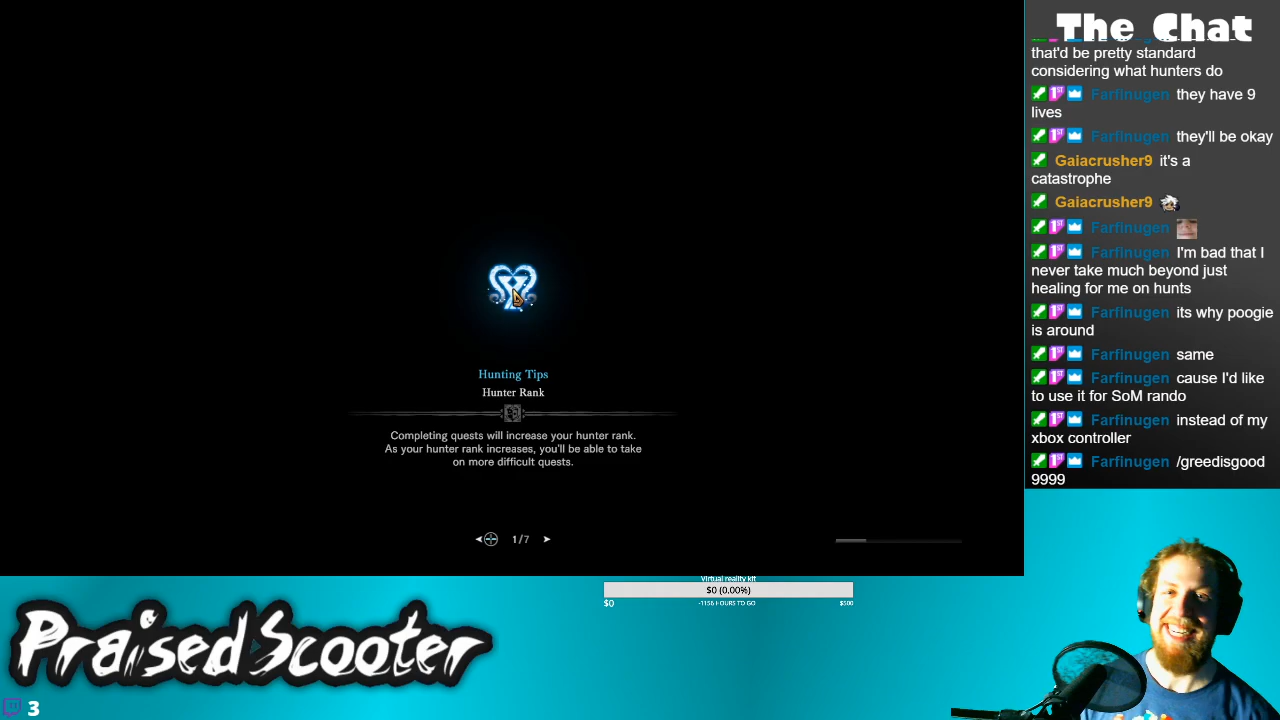 The Chat
that'd be pretty standard
considering what hunters do
Farfinugen they have 9
lives
Farfinugen they'll be okay
Gaiacrusher9 it's a
catastrophe
Gaiacrusher9
Farfinugen
Farfinugen I'm bad that I
never take much beyond just
healing for me on hunts
Farfinugen its why poogie
is around
Farfinugen same
Farfinugen cause I'd like
to use it for SoM rando
Farfinugen instead of my
xbox controller
Farfinugen /greedisgood
9999
Hunting Tips
Hunter Rank
Completing quests will increase your hunter rank.
As your hunter rank increases, you'll be able to take
on more difficult quests.
1/7
Virtual reality kit
$0 (0.00%)
$0 -1156 HOURS TO GO $500
PraisedScooter
3